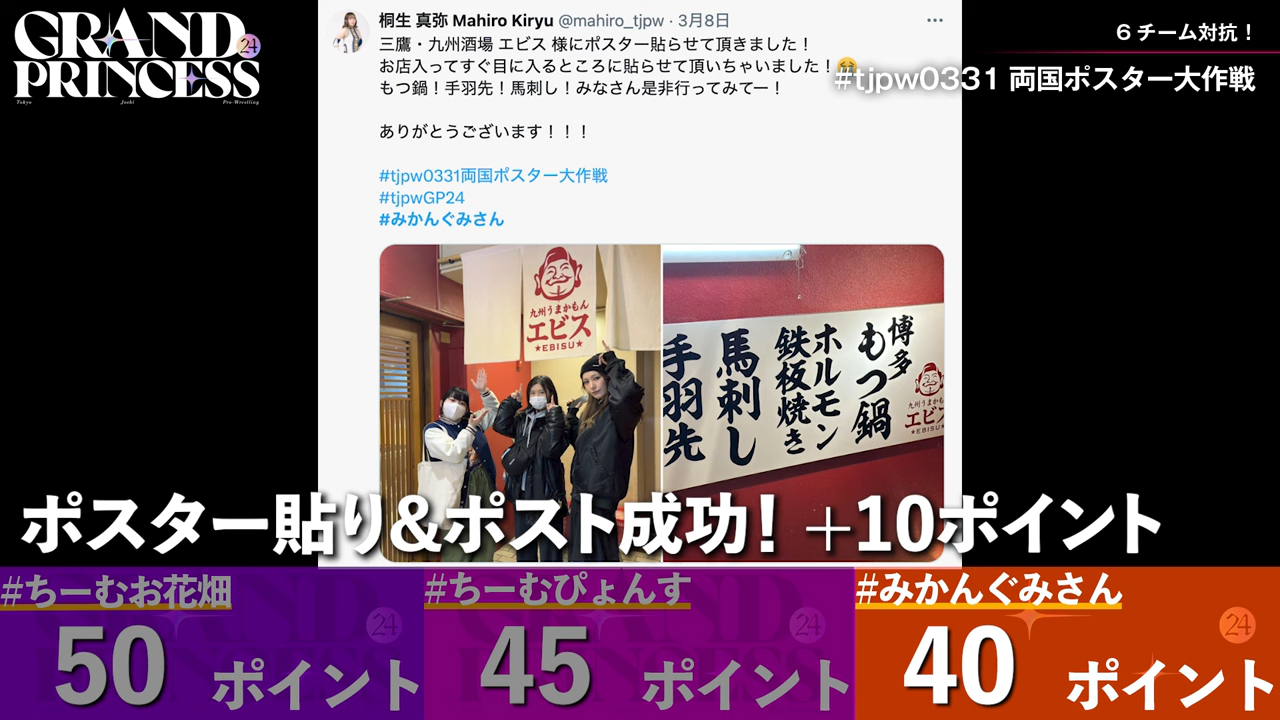 GRAND
PRINCESS
24
Tokyo Joshi Pro-Wrestling
桐生 真弥 Mahiro Kiryu @mahiro_tjpw · 3月8日
三鷹・九州酒場 エビス 様にポスター貼らせて頂きました！
お店入ってすぐ目に入るところに貼らせて頂いちゃいました！
もつ鍋！手羽先！馬刺し！みなさん是非行ってみてー！
ありがとうございます！！！
#tjpw0331両国ポスター大作戦
#tjpwGP24
#みかんぐみさん
6 チーム対抗！
#tjpw0331 両国ポスター大作戦
九州うまかもん
エビス
★EBISU★
博多
もつ鍋
ホルモン
鉄板焼き
馬刺し
手羽先
九州うまかもん
エビス
★EBISU★
ポスター貼り&ポスト成功！ +10ポイント
#ちーむお花畑
50 ポイント
#ちーむぴょんす
45 ポイント
#みかんぐみさん
40 ポイント
GRAND
PRINCESS
24
24
24